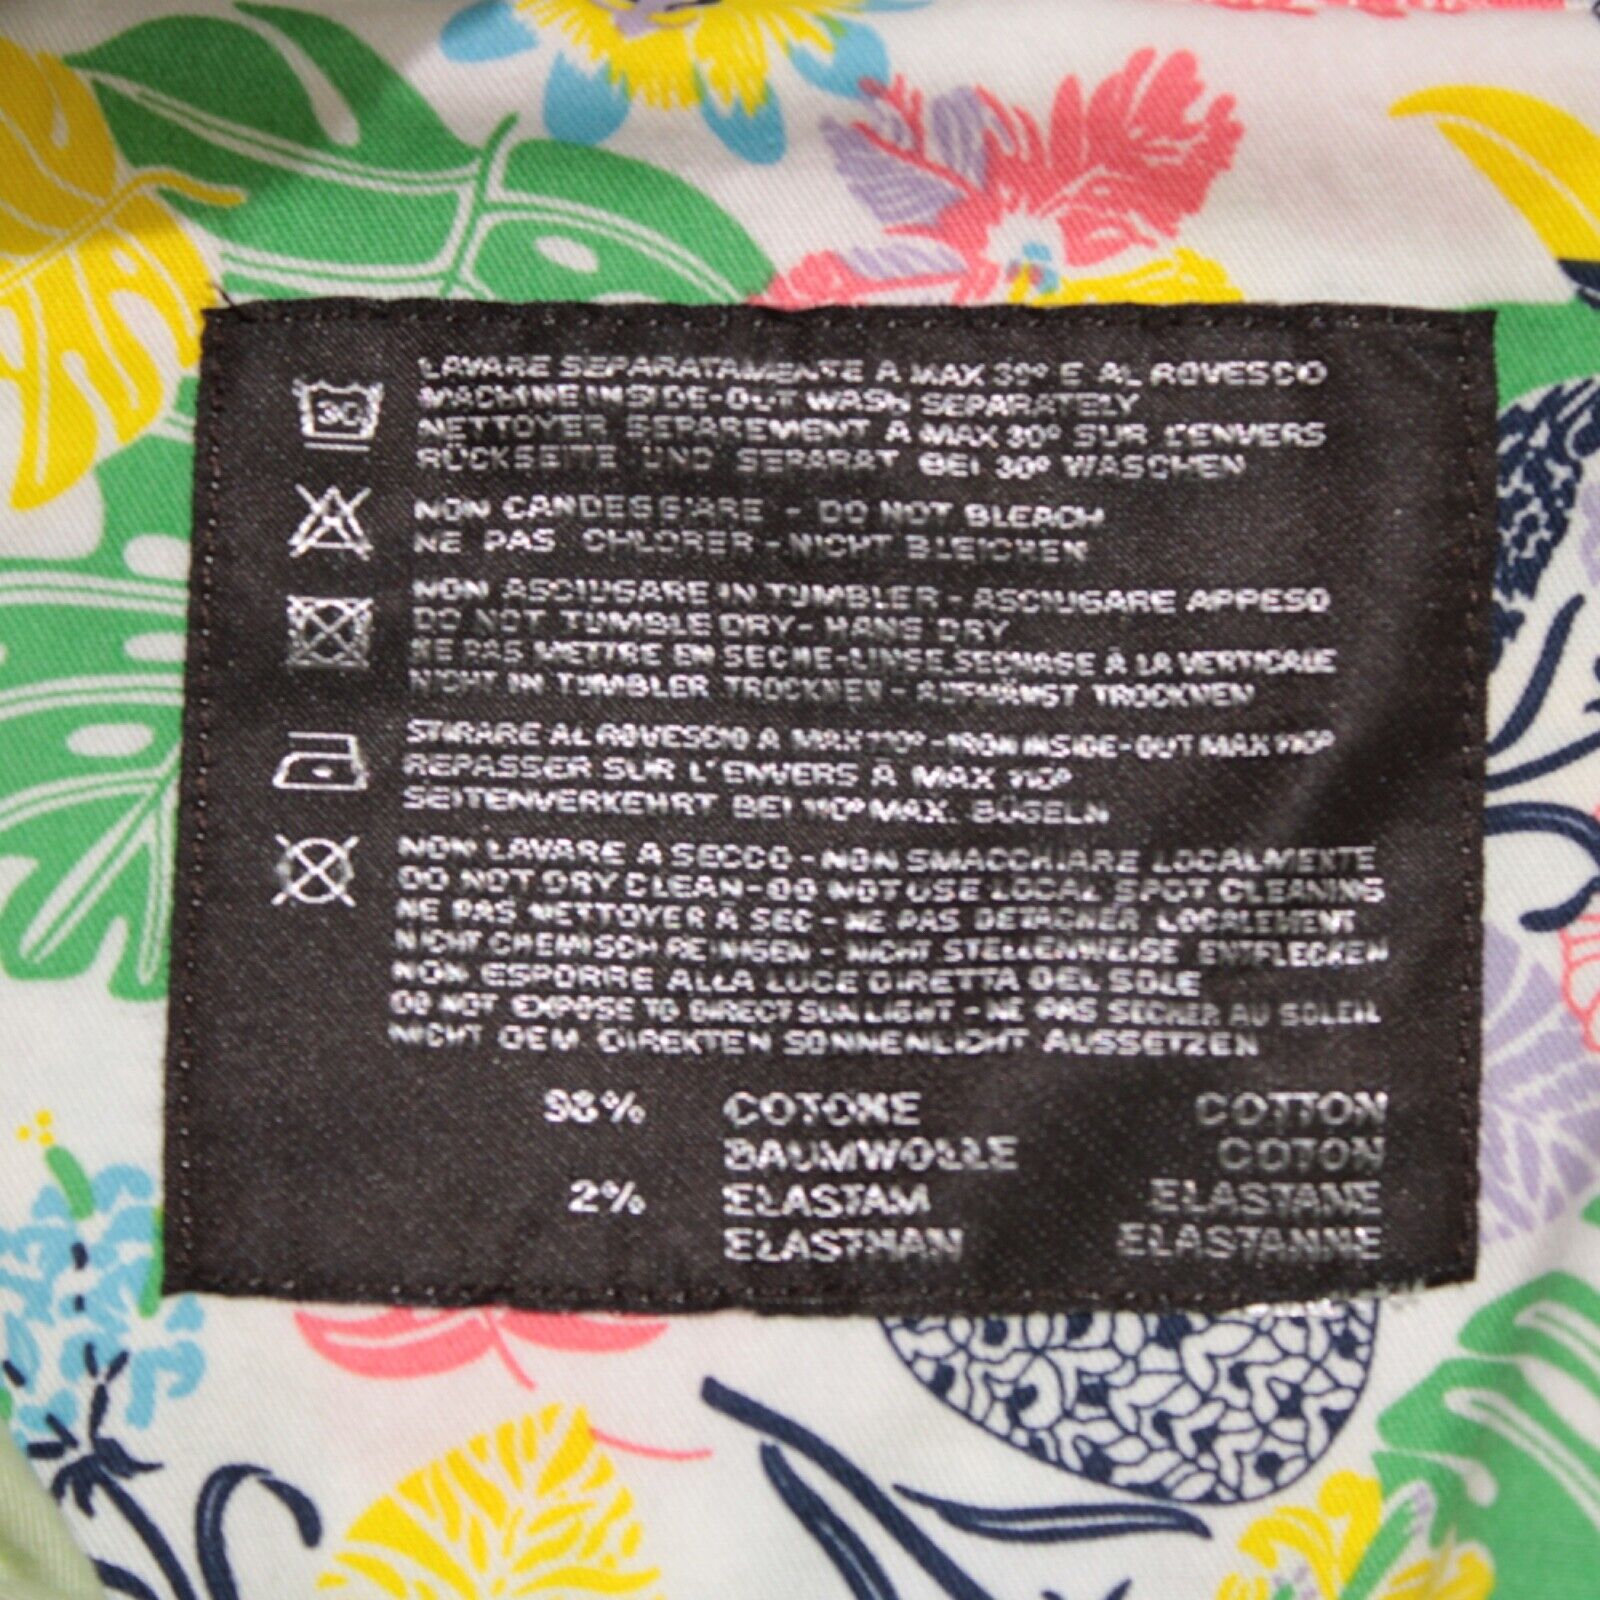 30
LAVARE SEPARATAMENTE A MAX 30° E AL ROVESCIO
MACHINE INSIDE-OUT WASH SEPARATELY
NETTOYER SEPAREMENT A MAX 30° SUR L'ENVERS
RÜCKSEITE UND SEPARAT BEI 30° WASCHEN
NON CANDEGGIARE - DO NOT BLEACH
NE PAS CHLORER - NICHT BLEICHEN
NON ASCIUGARE IN TUMBLER - ASCIUGARE APPESO
DO NOT TUMBLE DRY - HANG DRY
NE PAS METTRE EN SECHE-LINGE, SECHAGE À LA VERTICALE
NICHT IN TUMBLER TROCKNEN - AUFHÄNGT TROCKNEN
STIRARE AL ROVESCIO A MAX 110° - IRON INSIDE-OUT MAX 110°
REPASSER SUR L'ENVERS À MAX 110°
SEITENVERKEHRT BEI 110° MAX. BÜGELN
NON LAVARE A SECCO - NON SMACCHIARE LOCALMENTE
DO NOT DRY CLEAN - DO NOT USE LOCAL SPOT CLEANING
NE PAS NETTOYER À SEC - NE PAS DETACHER LOCALEMENT
NICHT CHEMISCH REINIGEN - NICHT STELLENWEISE ENTFLECKEN
NON ESPORRE ALLA LUCE DIRETTA DEL SOLE
DO NOT EXPOSE TO DIRECT SUN LIGHT - NE PAS SECHER AU SOLEIL
NICHT DEM DIREKTEN SONNENLICHT AUSSETZEN
98% COTONE COTTON
BAUMWOLLE COTON
2% ELASTAM ELASTANE
ELASTHAN ELASTANNE